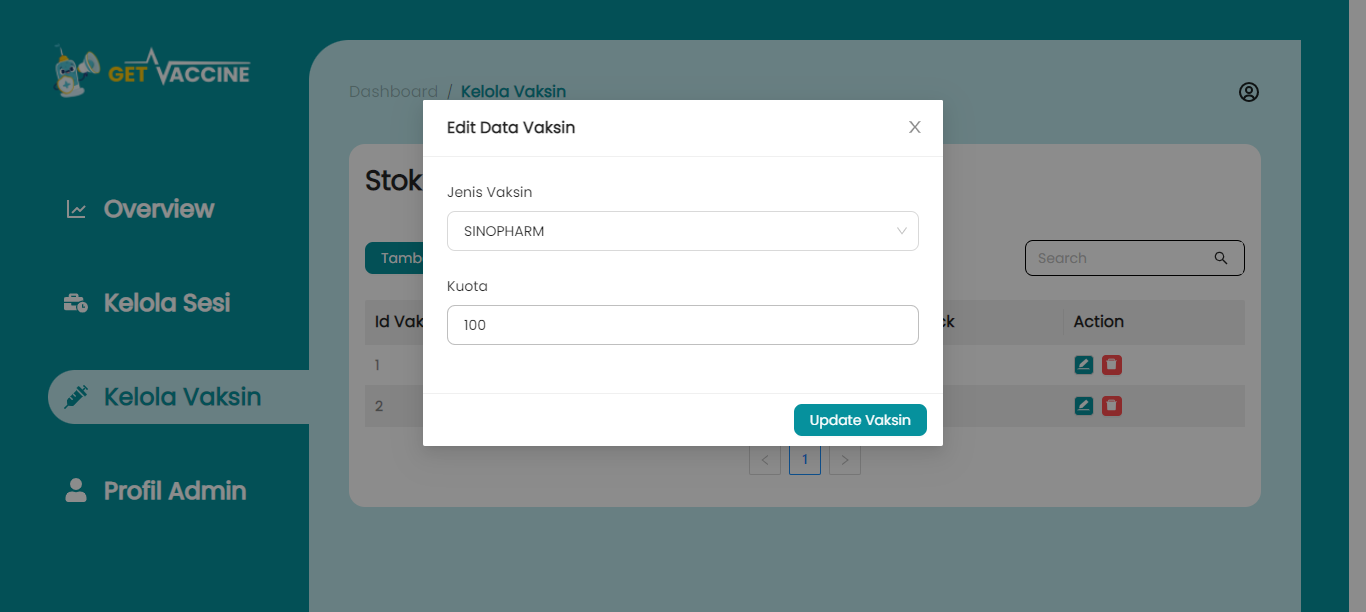 GET VACCINE
Dashboard / Kelola Vaksin
Overview
Kelola Sesi
Kelola Vaksin
Profil Admin
Edit Data Vaksin
Jenis Vaksin
SINOPHARM
Kuota
100
Update Vaksin
Stok
Tamb
Search
Id Vak
ck
Action
1
2
< 1 >